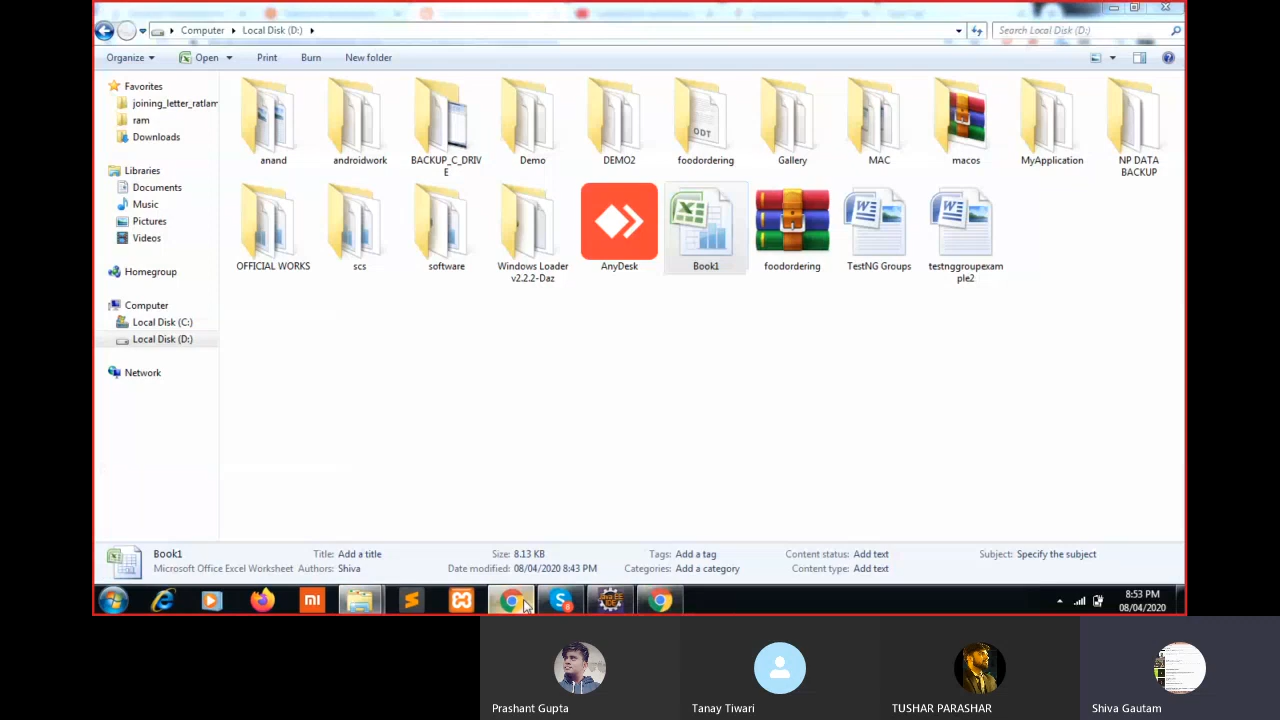 Computer Local Disk (D:)
Search Local Disk (D:)
Organize Open Print Burn New folder
Favorites
joining_letter_ratlam
ram
Downloads
Libraries
Documents
Music
Pictures
Videos
Homegroup
Computer
Local Disk (C:)
Local Disk (D:)
Network
anand androidwork BACKUP_C_DRIV Demo DEMO2 foodordering Gallery MAC macos MyApplication NP DATA
E BACKUP
ODT
OFFICIAL WORKS scs software Windows Loader AnyDesk Book1 foodordering TestNG Groups testnggroupexam
v2.2.2-Daz ple2
Book1 Title: Add a title Size: 8.13 KB Tags: Add a tag Content status: Add text Subject: Specify the subject
Microsoft Office Excel Worksheet Authors: Shiva Date modified: 08/04/2020 8:43 PM Categories: Add a category Content type: Add text
8:53 PM
08/04/2020
Prashant Gupta Tanay Tiwari TUSHAR PARASHAR Shiva Gautam